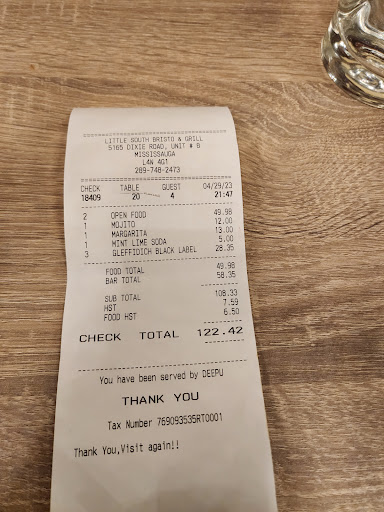 LITTLE SOUTH BRISTO & GRILL
5165 DIXIE ROAD, UNIT # B
MISSISSAUGA
L4W 4G1
289-748-2473
CHECK TABLE GUEST 04/29/23
18409 20 4 21:47
2 OPEN FOOD 49.98
1 MOJITO 12.00
1 MARGARITA 13.00
1 MINT LIME SODA 5.00
3 GLEFFIDICH BLACK LABEL 28.35
FOOD TOTAL 49.98
BAR TOTAL 58.35
SUB TOTAL 108.33
HST 7.59
FOOD HST 6.50
CHECK TOTAL 122.42
You have been served by DEEPU
THANK YOU
Tax Number 769093535RT0001
Thank You,Visit again!!